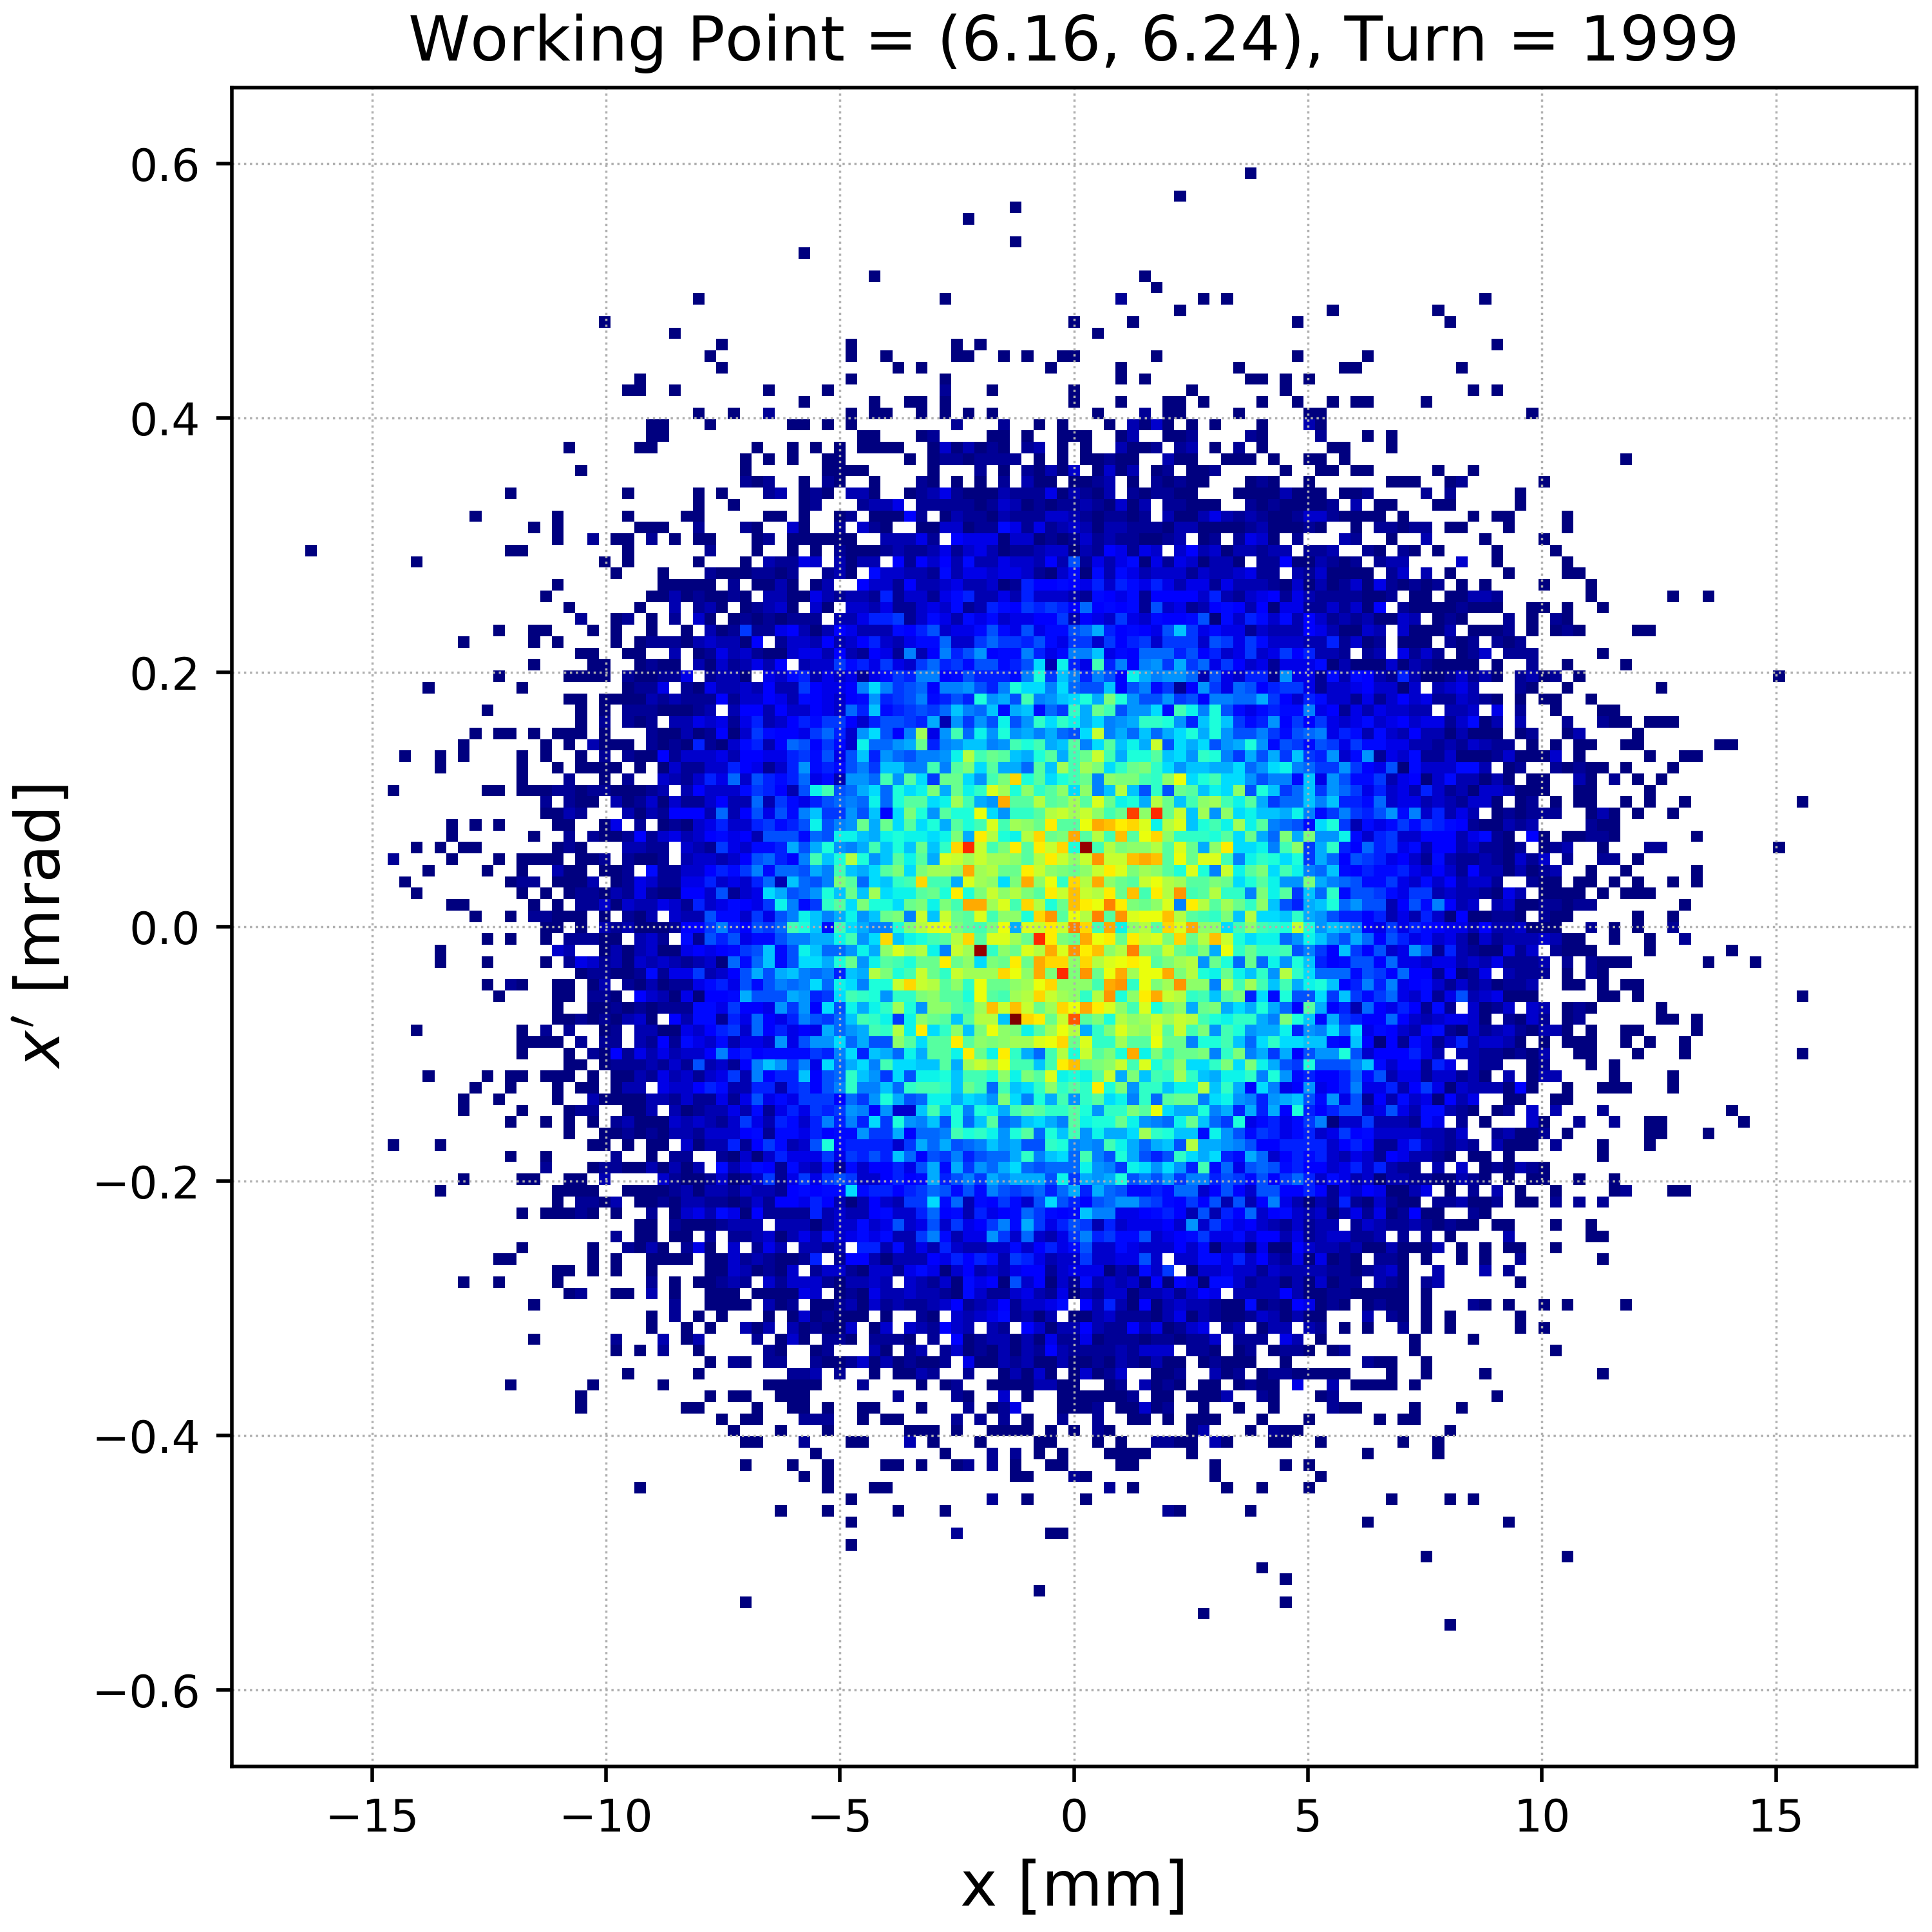 Working Point = (6.16, 6.24), Turn = 1999
0.6
0.4
0.2
0.0
−0.2
−0.4
−0.6
x′ [mrad]
−15 −10 −5 0 5 10 15
x [mm]